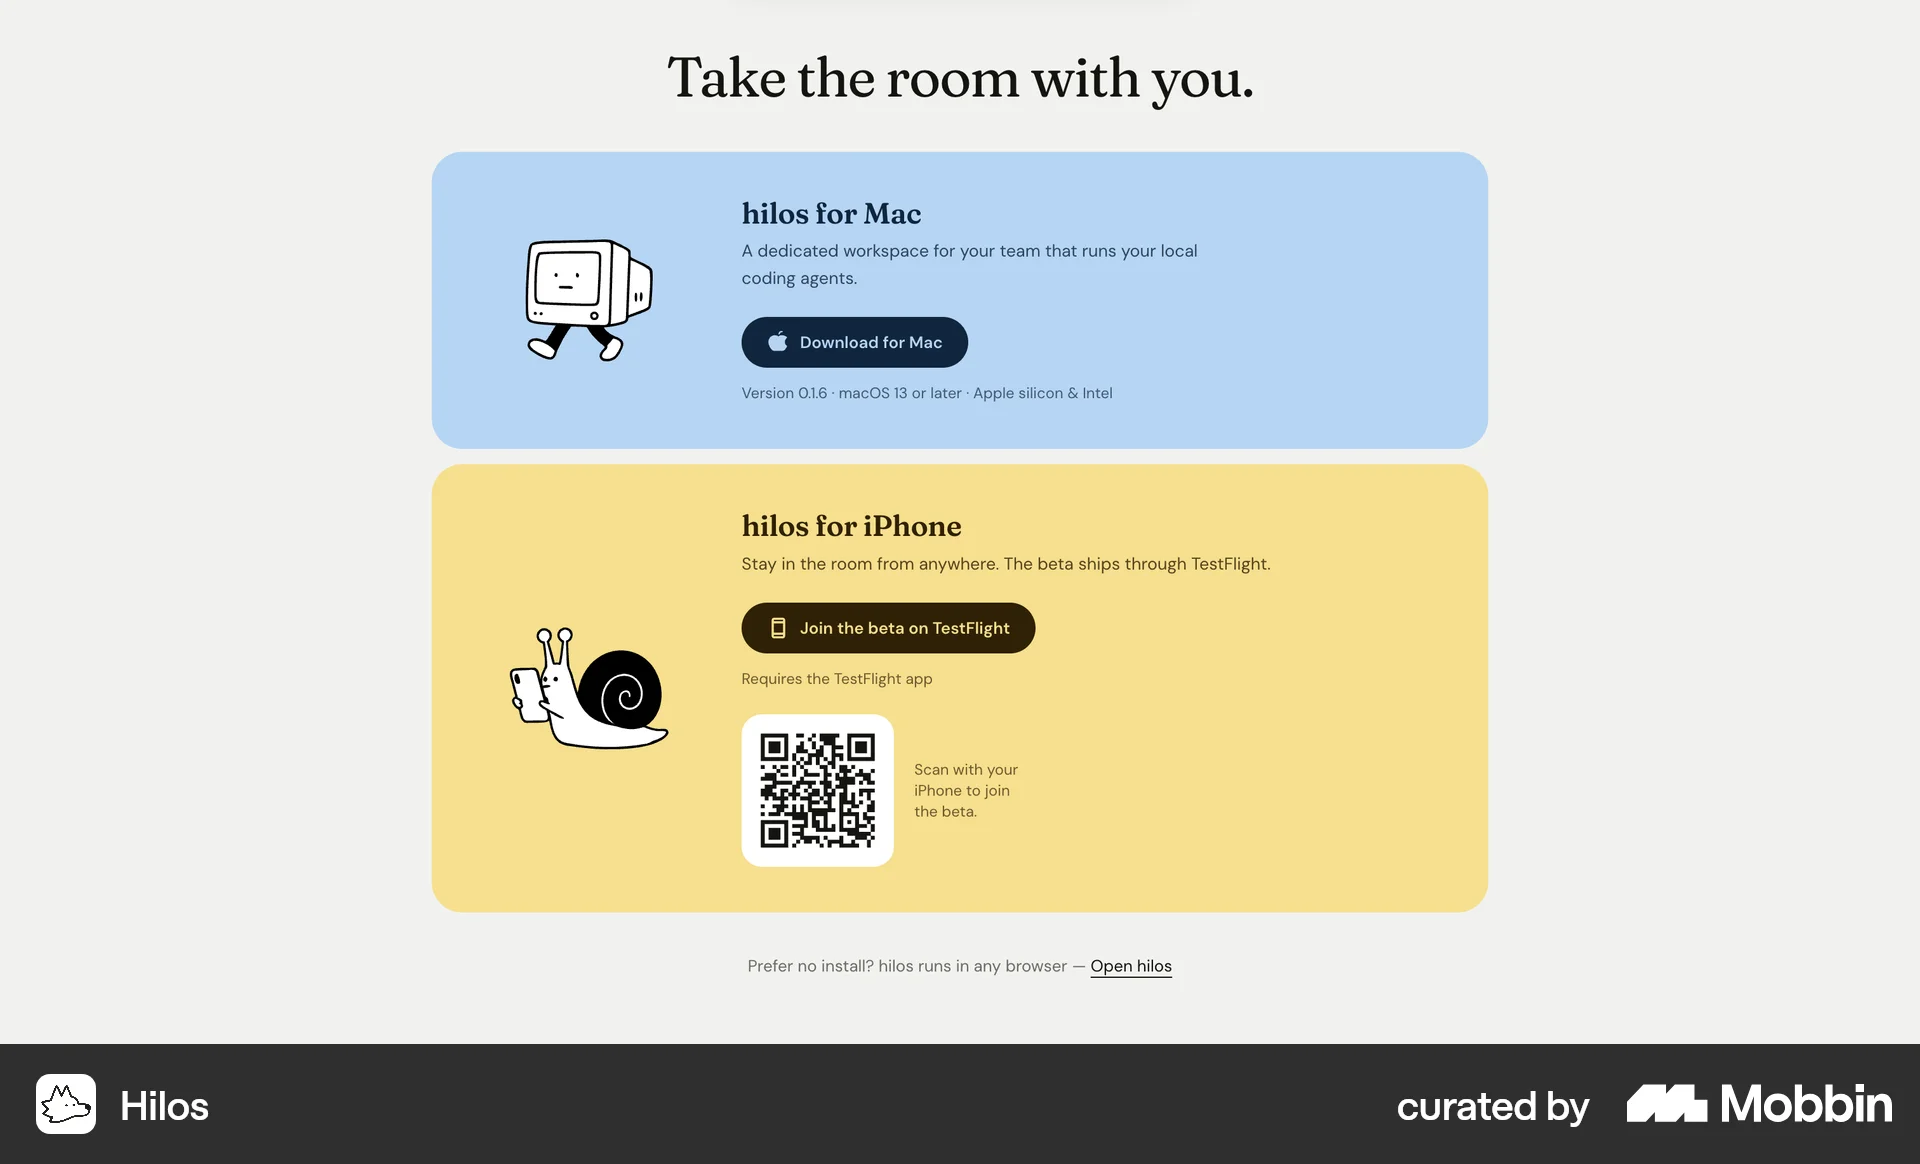 Take the room with you.
hilos for Mac
A dedicated workspace for your team that runs your local
coding agents.
Download for Mac
Version 0.1.6 · macOS 13 or later · Apple silicon & Intel
hilos for iPhone
Stay in the room from anywhere. The beta ships through TestFlight.
Join the beta on TestFlight
Requires the TestFlight app
Scan with your
iPhone to join
the beta.
Prefer no install? hilos runs in any browser — Open hilos
Hilos
curated by Mobbin